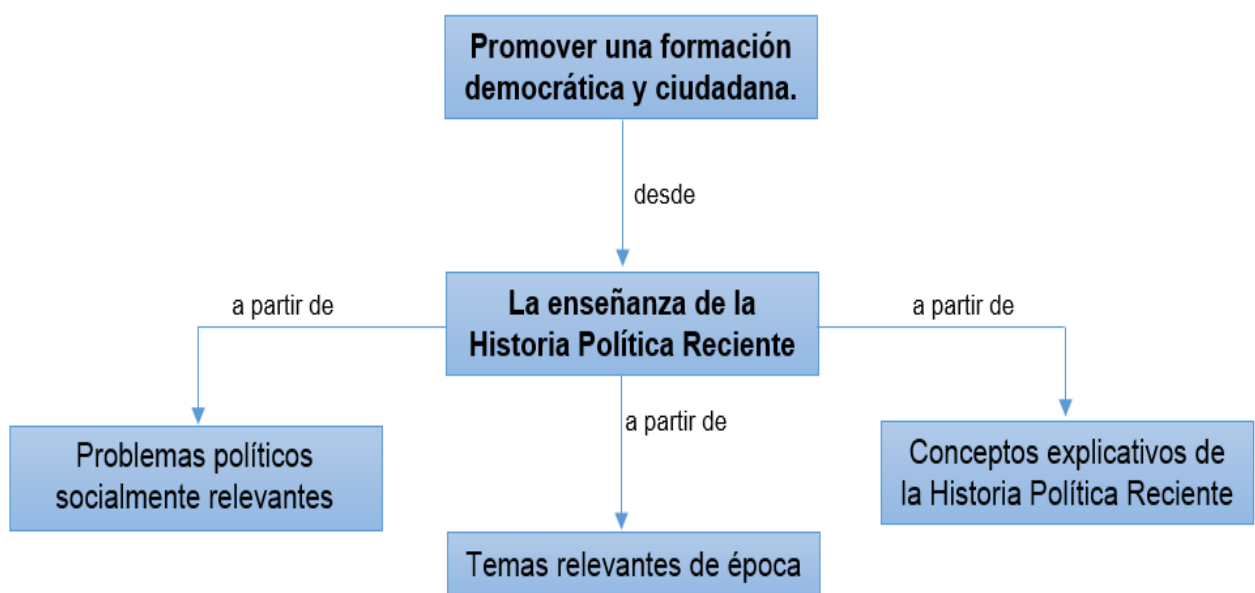 Promover una formación
democrática y ciudadana.
desde
La enseñanza de la
Historia Política Reciente
a partir de
a partir de
a partir de
Problemas políticos
socialmente relevantes
Temas relevantes de época
Conceptos explicativos de
la Historia Política Reciente